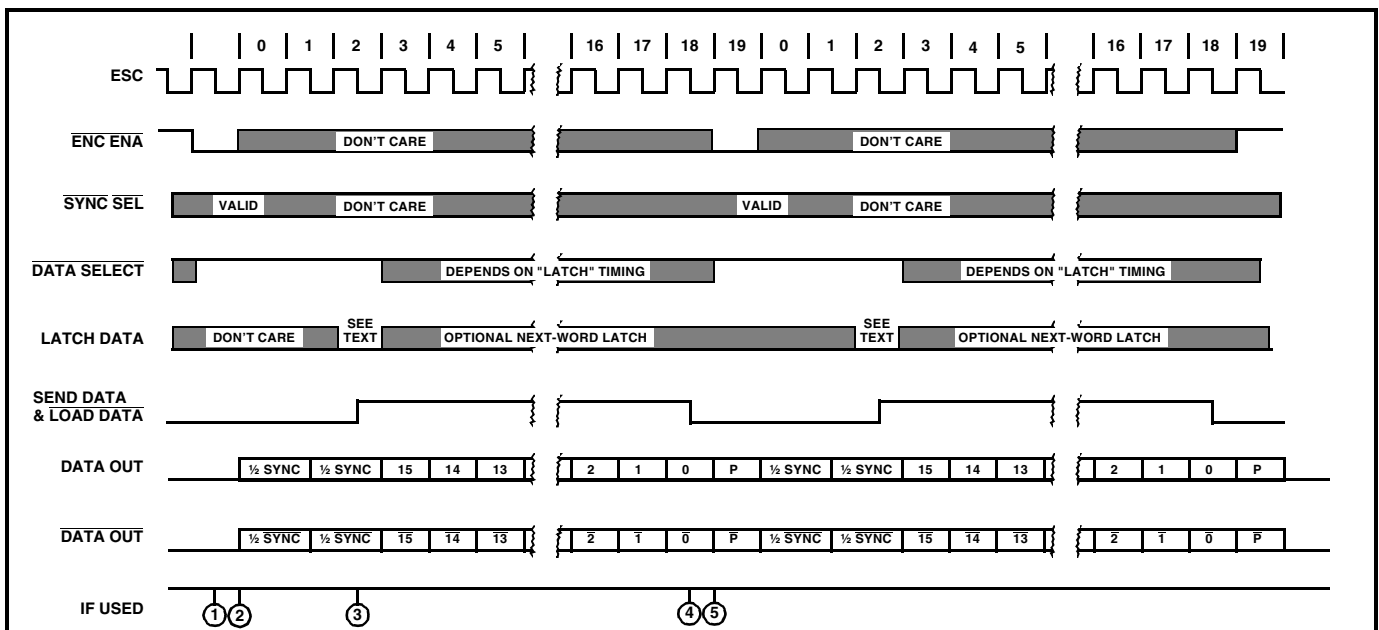 0 1 2 3 4 5 16 17 18 19 0 1 2 3 4 5 16 17 18 19
ESC
ENC ENA DON'T CARE DON'T CARE
SYNC SEL VALID DON'T CARE VALID DON'T CARE
DATA SELECT DEPENDS ON "LATCH" TIMING DEPENDS ON "LATCH" TIMING
LATCH DATA DON'T CARE SEE TEXT OPTIONAL NEXT-WORD LATCH SEE TEXT OPTIONAL NEXT-WORD LATCH
SEND DATA
& LOAD DATA
DATA OUT ½ SYNC ½ SYNC 15 14 13 2 1 0 P ½ SYNC ½ SYNC 15 14 13 2 1 0 P
DATA OUT ½ SYNC ½ SYNC 15 14 13 2 1 0 P ½ SYNC ½ SYNC 15 14 13 2 1 0 P
IF USED 1 2 3 4 5